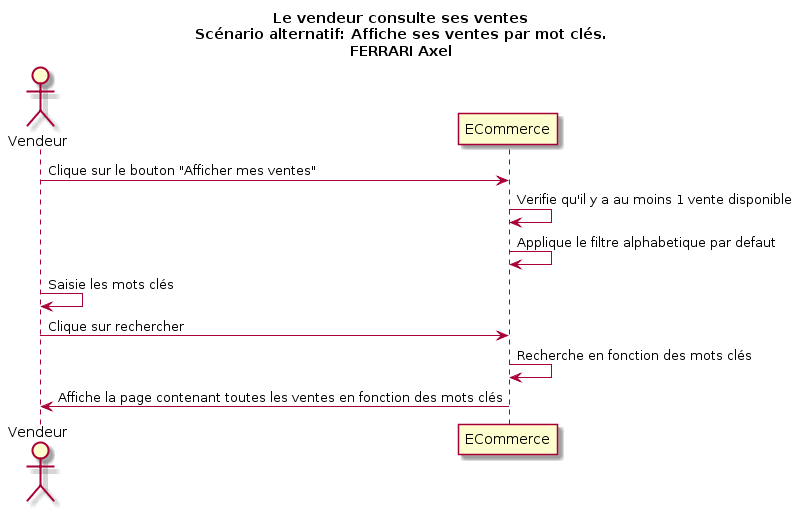 Le vendeur consulte ses ventes
Scénario alternatif: Affiche ses ventes par mot clés.
FERRARI Axel
Vendeur
ECommerce
Clique sur le bouton "Afficher mes ventes"
Verifie qu'il y a au moins 1 vente disponible
Applique le filtre alphabetique par defaut
Saisie les mots clés
Clique sur rechercher
Recherche en fonction des mots clés
Affiche la page contenant toutes les ventes en fonction des mots clés
Vendeur
ECommerce